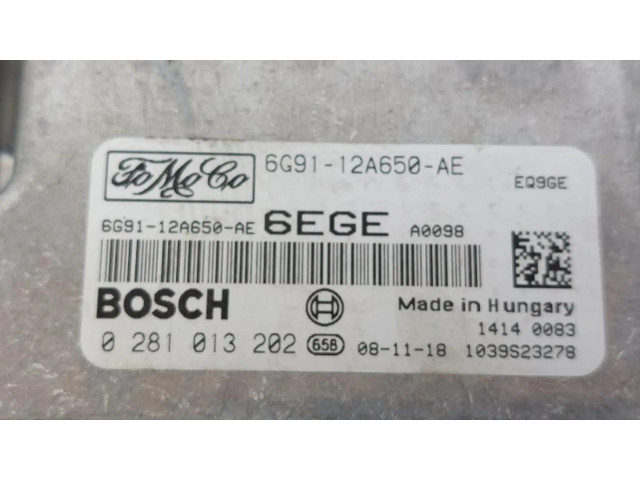 FoMoCo 6G91-12A650-AE
EQ9GE
6G91-12A650-AE 6EGE A0098
BOSCH Made in Hungary
1414 0083
0 281 013 202 65B 08-11-18 1039S23278